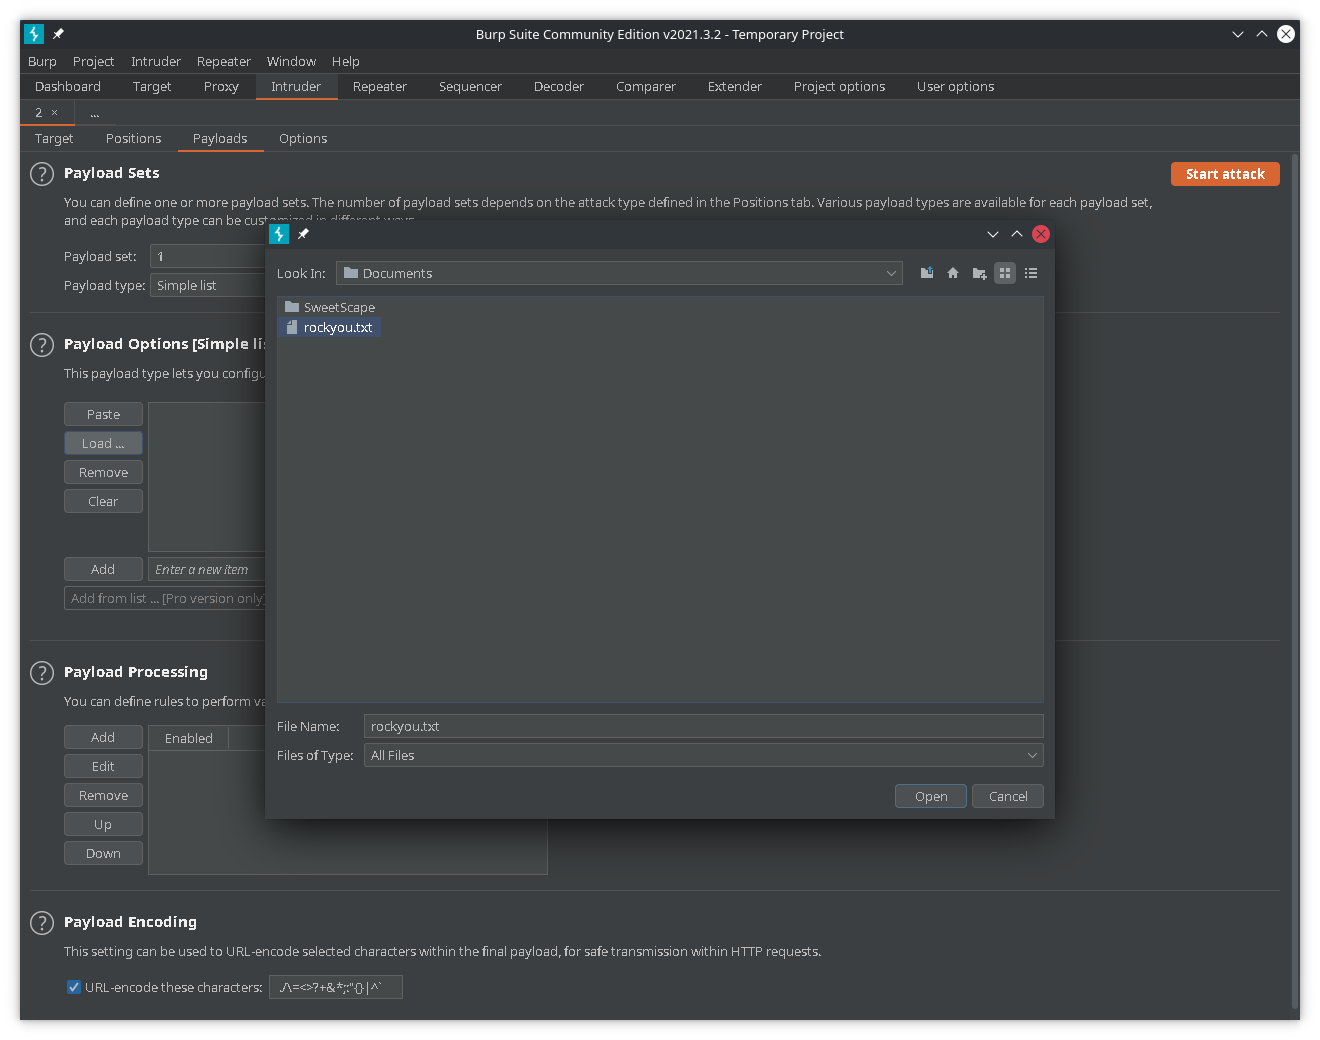 Burp Suite Community Edition v2021.3.2 - Temporary Project
Burp Project Intruder Repeater Window Help
Dashboard Target Proxy Intruder Repeater Sequencer Decoder Comparer Extender Project options User options
2 × ...
Target Positions Payloads Options
? Payload Sets
Start attack
You can define one or more payload sets. The number of payload sets depends on the attack type defined in the Positions tab. Various payload types are available for each payload set,
and each payload type can be customized in different ways.
Payload set: 1
Payload type: Simple list
? Payload Options [Simple li
This payload type lets you configu
Paste
Load ...
Remove
Clear
Add Enter a new item
Add from list ... [Pro version only]
? Payload Processing
You can define rules to perform va
Add Enabled
Edit
Remove
Up
Down
Look In: Documents
SweetScape
rockyou.txt
File Name: rockyou.txt
Files of Type: All Files
Open Cancel
? Payload Encoding
This setting can be used to URL-encode selected characters within the final payload, for safe transmission within HTTP requests.
URL-encode these characters: ./\=<>?+&*;:"{}|^`